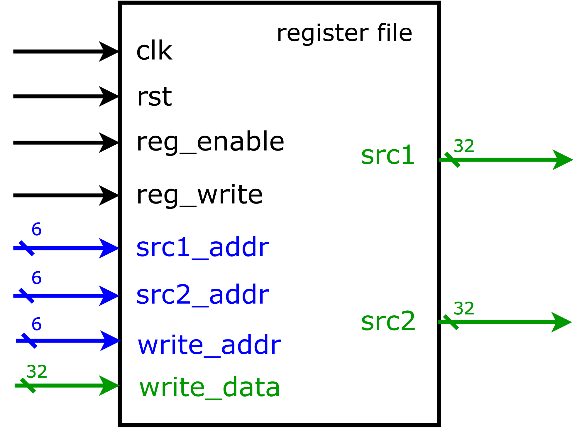 register file
clk
rst
reg_enable
reg_write
6
src1_addr
6
src2_addr
6
write_addr
32
write_data
32
src1
32
src2